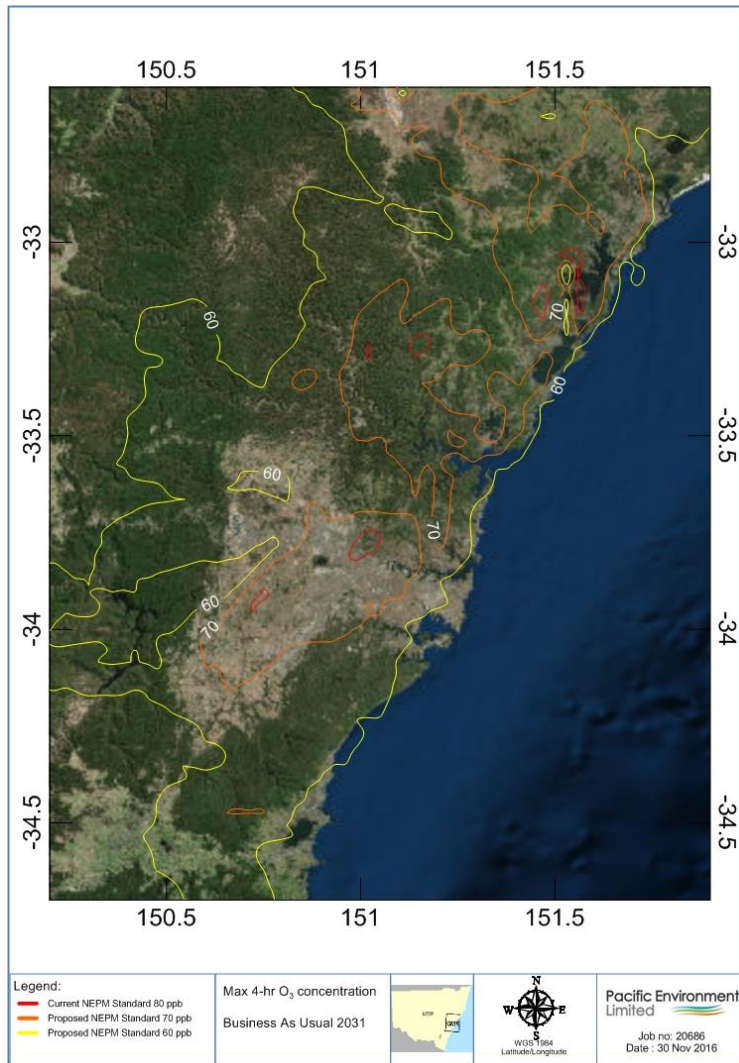 150.5 151 151.5
-33 -33
60
70
60
-33.5 -33.5
60
70
60
70
-34 -34
-34.5 -34.5
150.5 151 151.5
Legend:
Current NEPM Standard 80 ppb
Proposed NEPM Standard 70 ppb
Proposed NEPM Standard 60 ppb
Max 4-hr O₃ concentration
Business As Usual 2031
N
W E
S
WGS 1984
Latitude/Longitude
Pacific Environment
Limited
Job no: 20686
Date : 30 Nov 2016